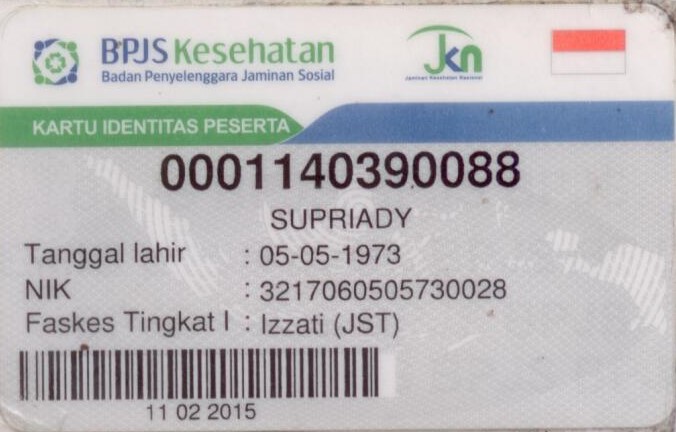 BPJS Kesehatan
Badan Penyelenggara Jaminan Sosial
Jkn
Jaminan Kesehatan Nasional
KARTU IDENTITAS PESERTA
0001140390088
SUPRIADY
Tanggal lahir : 05-05-1973
NIK : 3217060505730028
Faskes Tingkat I : Izzati (JST)
11 02 2015